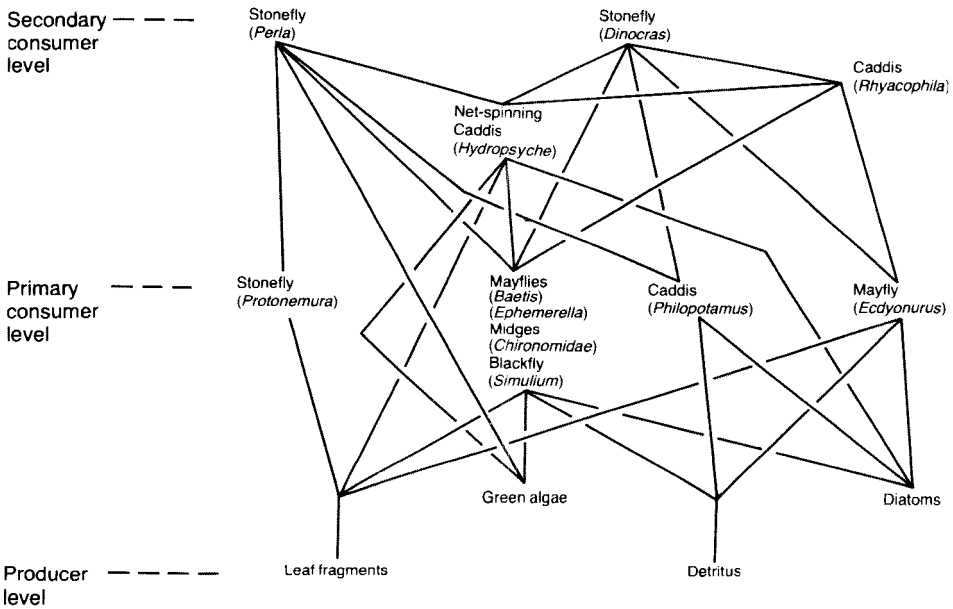 Secondary
consumer
level
Stonefly
(Perla)
Stonefly
(Dinocras)
Caddis
(Rhyacophila)
Net-spinning
Caddis
(Hydropsyche)
Primary
consumer
level
Stonefly
(Protonemura)
Mayflies
(Baetis)
(Ephemerella)
Midges
(Chironomidae)
Blackfly
(Simulium)
Caddis
(Philopotamus)
Mayfly
(Ecdyonurus)
Green algae
Diatoms
Producer
level
Leaf fragments
Detritus